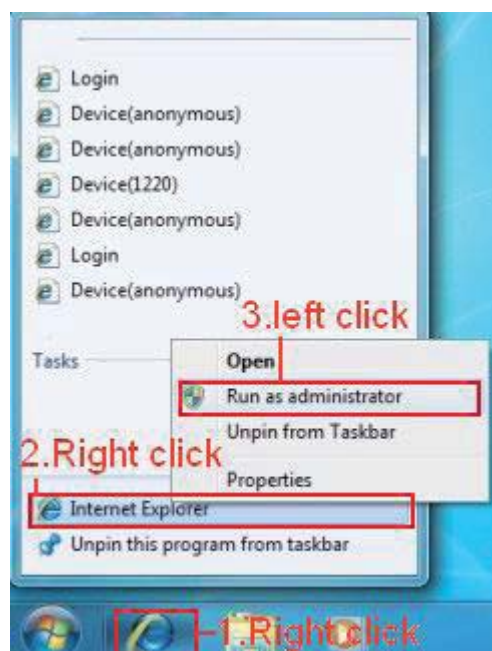 Login
Device(anonymous)
Device(anonymous)
Device(1220)
Device(anonymous)
Login
Device(anonymous)
3.left click
Tasks
Open
Run as administrator
Unpin from Taskbar
2.Right click
Properties
Internet Explorer
Unpin this program from taskbar
1.Right click